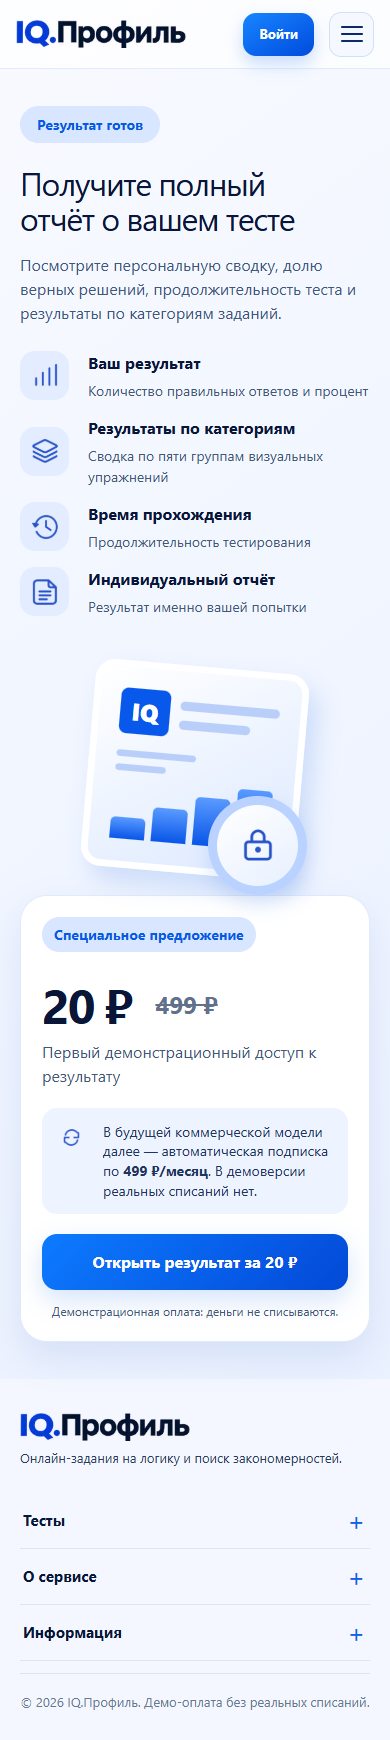 IQ.Профиль
Войти
Результат готов
Получите полный
отчёт о вашем тесте
Посмотрите персональную сводку, долю
верных решений, продолжительность теста и
результаты по категориям заданий.
Ваш результат
Количество правильных ответов и процент
Результаты по категориям
Сводка по пяти группам визуальных
упражнений
Время прохождения
Продолжительность тестирования
Индивидуальный отчёт
Результат именно вашей попытки
IQ
Специальное предложение
20 ₽ 499 ₽
Первый демонстрационный доступ к
результату
В будущей коммерческой модели
далее — автоматическая подписка
по 499 ₽/месяц. В демоверсии
реальных списаний нет.
Открыть результат за 20 ₽
Демонстрационная оплата: деньги не списываются.
IQ.Профиль
Онлайн-задания на логику и поиск закономерностей.
Тесты +
О сервисе +
Информация +
© 2026 IQ.Профиль. Демо-оплата без реальных списаний.